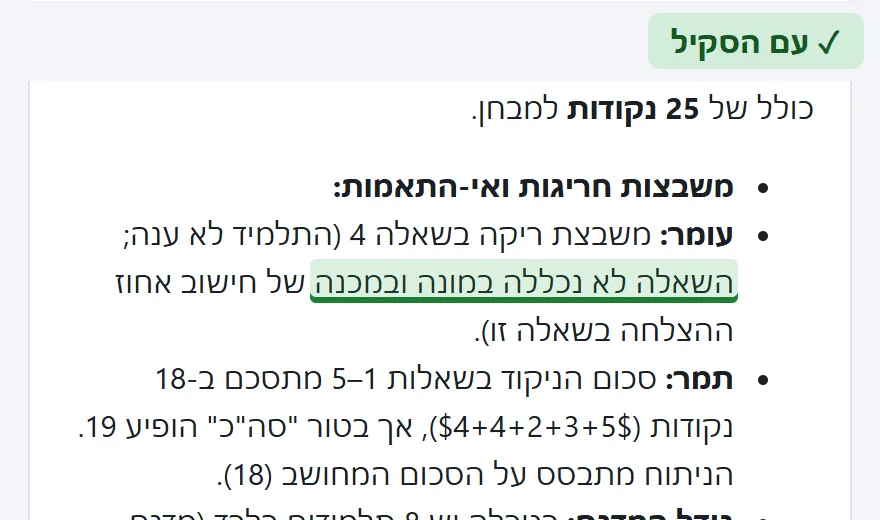 ✓ עם הסקיל
כולל של 25 נקודות למבחן.
• משבצות חריגות ואי-התאמות:
• עומר: משבצת ריקה בשאלה 4 (התלמיד לא ענה;
השאלה לא נכללה במונה ובמכנה של חישוב אחוז
ההצלחה בשאלה זו).
• תמר: סכום הניקוד בשאלות 1–5 מתסכם ב-18
נקודות ($4+4+2+3+5$), אך בטור "סה"כ" הופיע 19.
הניתוח מתבסס על הסכום המחושב (18).